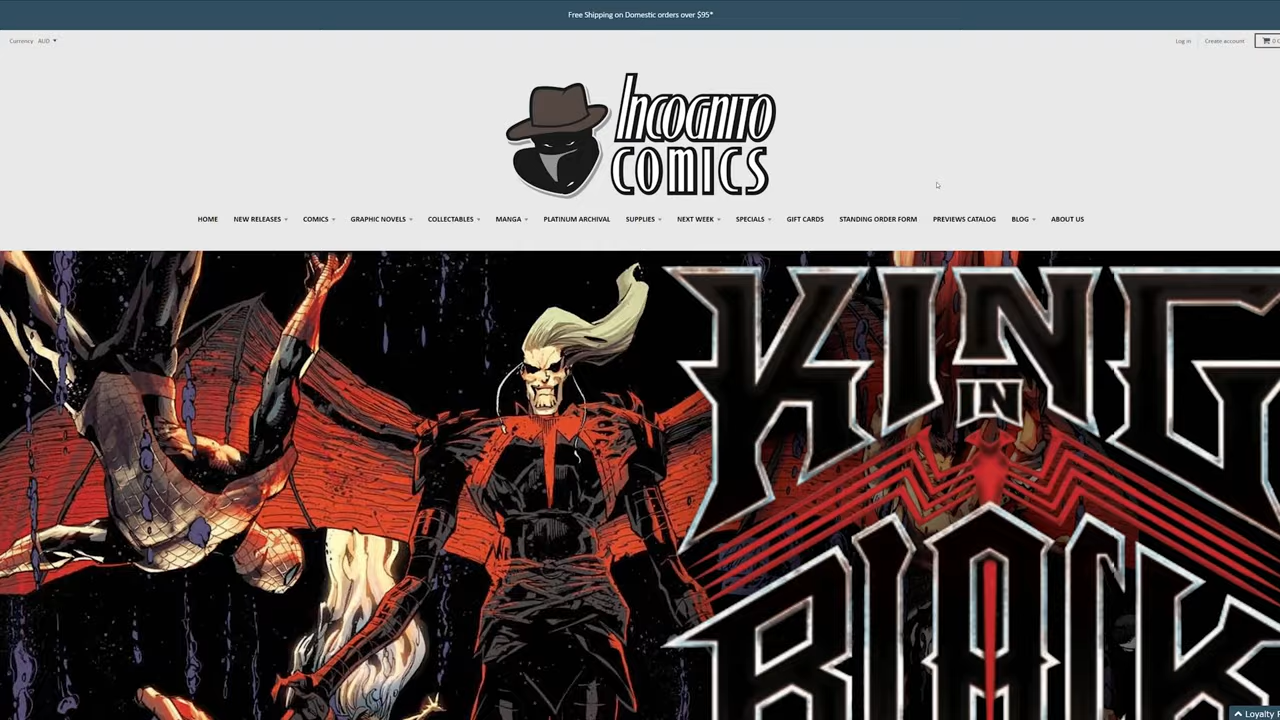 Free Shipping on Domestic orders over $95*
Currency AUD
Log in Create account 0
INCOGNITO
COMICS
HOME NEW RELEASES COMICS GRAPHIC NOVELS COLLECTABLES MANGA PLATINUM ARCHIVAL SUPPLIES NEXT WEEK SPECIALS GIFT CARDS STANDING ORDER FORM PREVIEWS CATALOG BLOG ABOUT US
KING
IN
BLACK
Loyalty